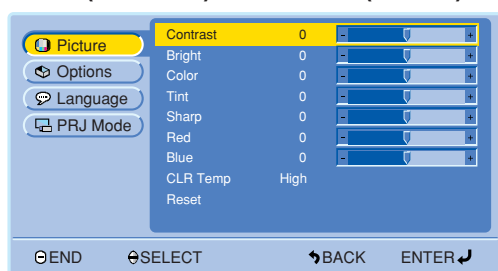 Picture
Options
Language
PRJ Mode
Contrast 0 - +
Bright 0 - +
Color 0 - +
Tint 0 - +
Sharp 0 - +
Red 0 - +
Blue 0 - +
CLR Temp High
Reset
END SELECT BACK ENTER